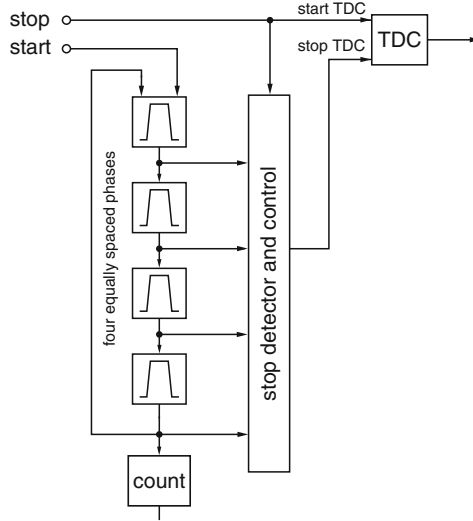 stop
start TDC
start
stop TDC
TDC
four equally spaced phases
stop detector and control
count